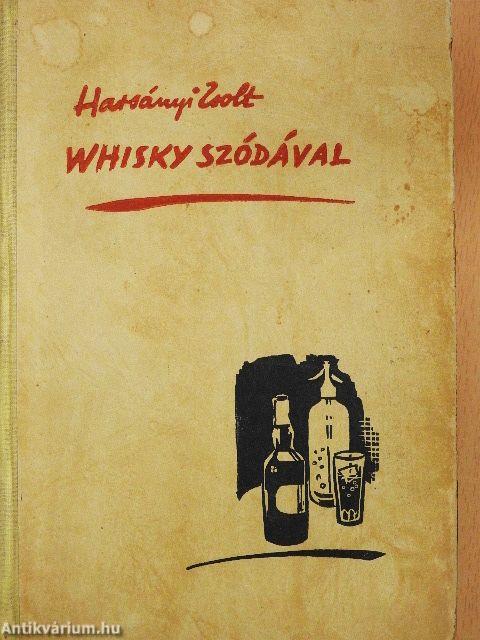 Harsányi Zsolt
WHISKY SZÓDÁVAL
Antikvárium.hu